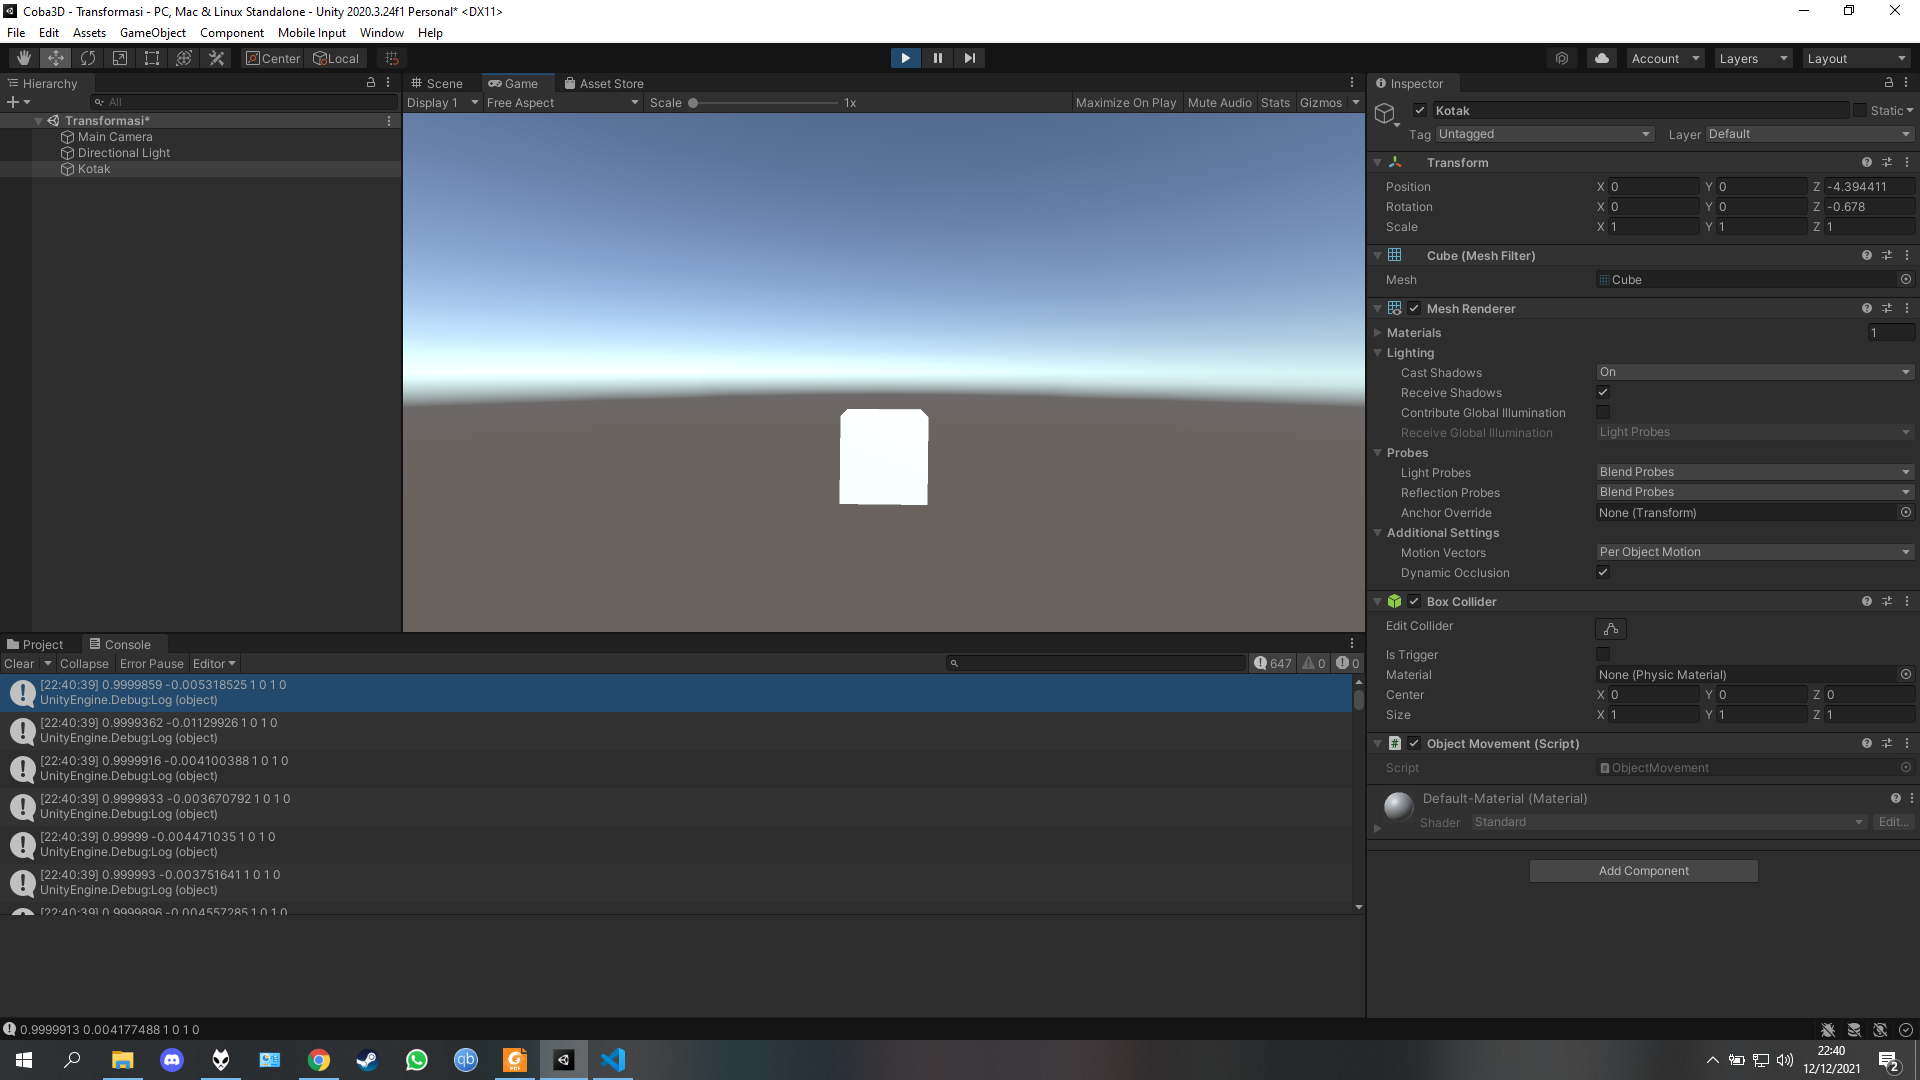 Coba3D - Transformasi - PC, Mac & Linux Standalone - Unity 2020.3.24f1 Personal* <DX11>
File Edit Assets GameObject Component Mobile Input Window Help
Center Local Account Layers Layout
Hierarchy
All
Transformasi*
Main Camera
Directional Light
Kotak
Scene Game Asset Store
Display 1 Free Aspect Scale 1x Maximize On Play Mute Audio Stats Gizmos
Inspector
Kotak Static
Tag Untagged Layer Default
Transform
Position X 0 Y 0 Z -4.394411
Rotation X 0 Y 0 Z -0.678
Scale X 1 Y 1 Z 1
Cube (Mesh Filter)
Mesh Cube
Mesh Renderer
Materials 1
Lighting
Cast Shadows On
Receive Shadows
Contribute Global Illumination
Receive Global Illumination Light Probes
Probes
Light Probes Blend Probes
Reflection Probes Blend Probes
Anchor Override None (Transform)
Additional Settings
Motion Vectors Per Object Motion
Dynamic Occlusion
Box Collider
Edit Collider
Is Trigger
Material None (Physic Material)
Center X 0 Y 0 Z 0
Size X 1 Y 1 Z 1
Object Movement (Script)
Script ObjectMovement
Default-Material (Material)
Shader Standard Edit...
Add Component
Project Console
Clear Collapse Error Pause Editor 647 0 0
[22:40:39] 0.9999859 -0.005318525 1 0 1 0
UnityEngine.Debug:Log (object)
[22:40:39] 0.9999362 -0.01129926 1 0 1 0
UnityEngine.Debug:Log (object)
[22:40:39] 0.9999916 -0.004100388 1 0 1 0
UnityEngine.Debug:Log (object)
[22:40:39] 0.9999933 -0.003670792 1 0 1 0
UnityEngine.Debug:Log (object)
[22:40:39] 0.99999 -0.004471035 1 0 1 0
UnityEngine.Debug:Log (object)
[22:40:39] 0.999993 -0.003751641 1 0 1 0
UnityEngine.Debug:Log (object)
[22:40:39] 0.9999896 -0.004557285 1 0 1 0
0.9999913 0.004177488 1 0 1 0
qb
PDF
22:40
12/12/2021
2